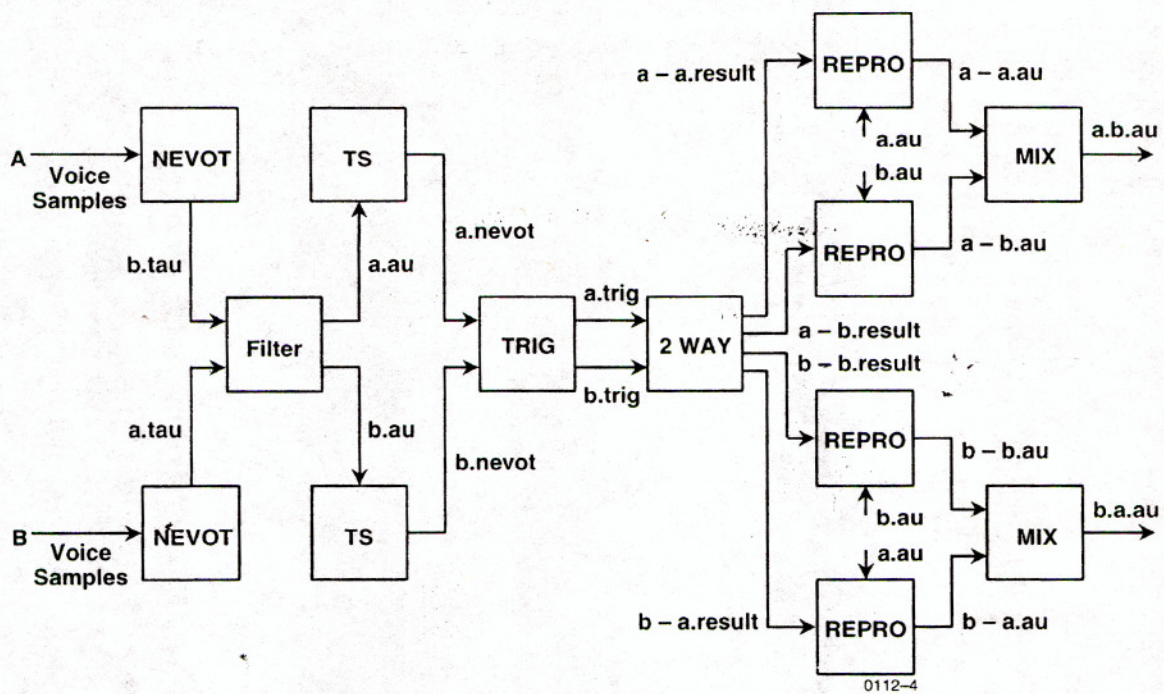 A
Voice
Samples
NEVOT
b.tau
a.tau
B
Voice
Samples
NEVOT
Filter
TS
a.au
b.au
TS
a.nevot
b.nevot
TRIG
a.trig
b.trig
2 WAY
a – a.result
a – b.result
b – b.result
b – a.result
REPRO
a.au
b.au
REPRO
a – a.au
a – b.au
MIX
a.b.au
REPRO
b.au
a.au
REPRO
b – b.au
b – a.au
MIX
b.a.au
0112–4